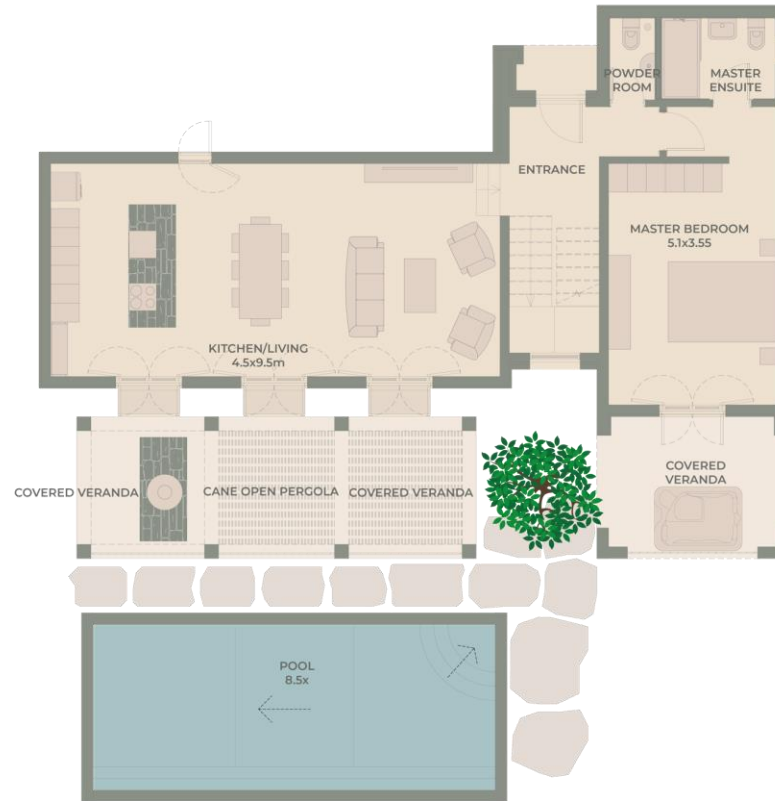 POWDER
ROOM
MASTER
ENSUITE
ENTRANCE
MASTER BEDROOM
5.1x3.55
KITCHEN/LIVING
4.5x9.5m
COVERED VERANDA
CANE OPEN PERGOLA
COVERED VERANDA
COVERED
VERANDA
POOL
8.5x